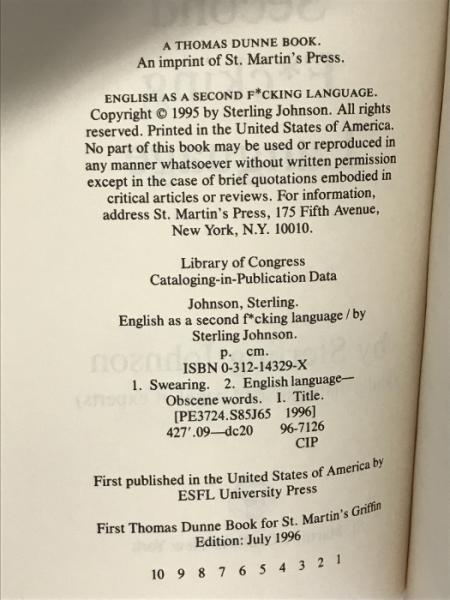 A THOMAS DUNNE BOOK.
An imprint of St. Martin's Press.
ENGLISH AS A SECOND F*CKING LANGUAGE.
Copyright © 1995 by Sterling Johnson. All rights
reserved. Printed in the United States of America.
No part of this book may be used or reproduced in
any manner whatsoever without written permission
except in the case of brief quotations embodied in
critical articles or reviews. For information,
address St. Martin's Press, 175 Fifth Avenue,
New York, N.Y. 10010.
Library of Congress
Cataloging-in-Publication Data
Johnson, Sterling.
English as a second f*cking language / by
Sterling Johnson.
p. cm.
ISBN 0-312-14329-X
1. Swearing. 2. English language—
Obscene words. I. Title.
[PE3724.S85J65 1996]
427'.09—dc20 96-7126
CIP
First published in the United States of America by
ESFL University Press
First Thomas Dunne Book for St. Martin's Griffin
Edition: July 1996
10 9 8 7 6 5 4 3 2 1